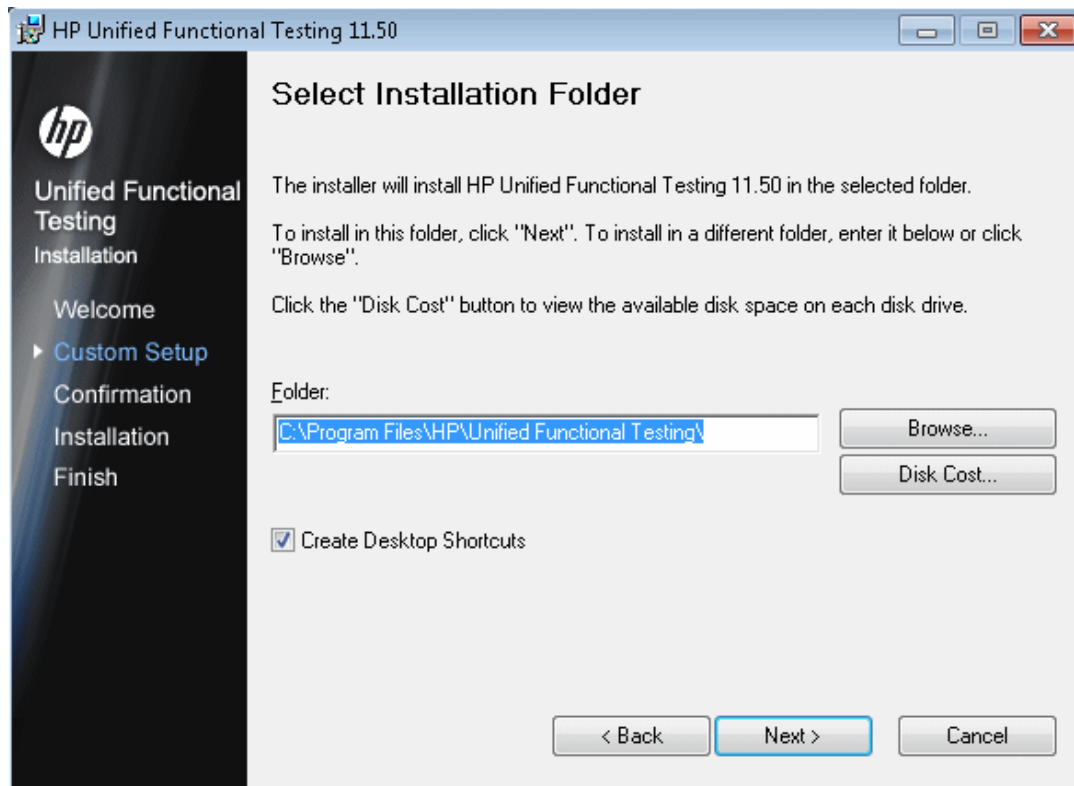 HP Unified Functional Testing 11.50
hp
Unified Functional
Testing
Installation
Welcome
Custom Setup
Confirmation
Installation
Finish
Select Installation Folder
The installer will install HP Unified Functional Testing 11.50 in the selected folder.
To install in this folder, click "Next". To install in a different folder, enter it below or click
"Browse".
Click the "Disk Cost" button to view the available disk space on each disk drive.
Folder:
C:\Program Files\HP\Unified Functional Testing\
Browse...
Disk Cost...
Create Desktop Shortcuts
< Back
Next >
Cancel